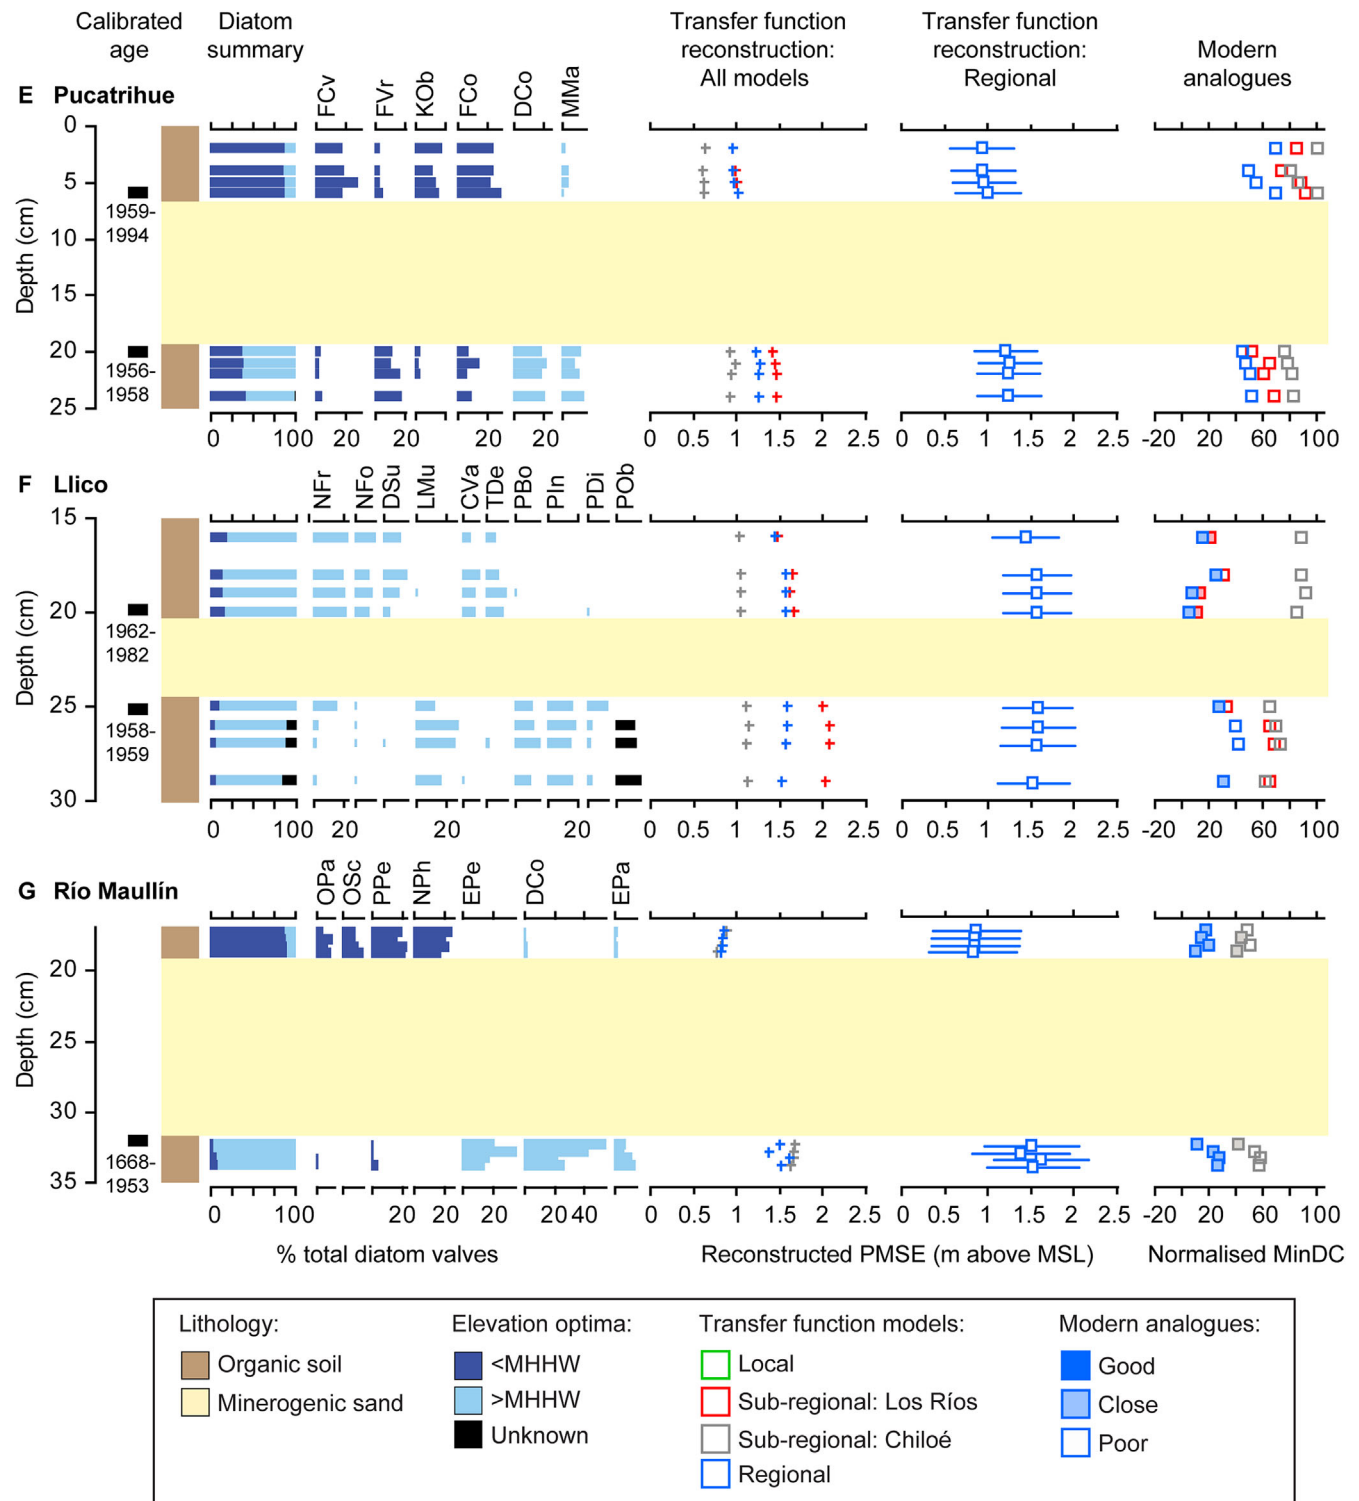 Calibrated age
Diatom summary
Transfer function reconstruction: All models
Transfer function reconstruction: Regional
Modern analogues
E Pucatrihue
FCv FVr KOb FCo DCo MMa
Depth (cm)
0
5
10
15
20
25
1959-
1994
1956-
1958
0 100 20 20 20 20
0 0.5 1 1.5 2 2.5
0 0.5 1 1.5 2 2.5
-20 20 60 100
F Llico
NFr NFo DSu LMu CVa TDe PBo PIn PDi POb
Depth (cm)
15
20
25
30
1962-
1982
1958-
1959
0 100 20 20 20
0 0.5 1 1.5 2 2.5
0 0.5 1 1.5 2 2.5
-20 20 60 100
G Río Maullín
OPa OSc PPe NPh EPe DCo EPa
Depth (cm)
20
25
30
35
1668-
1953
0 100 20 20 20 20 40
0 0.5 1 1.5 2 2.5
0 0.5 1 1.5 2 2.5
-20 20 60 100
% total diatom valves
Reconstructed PMSE (m above MSL)
Normalised MinDC
Lithology:
Organic soil
Minerogenic sand
Elevation optima:
<MHHW
>MHHW
Unknown
Transfer function models:
Local
Sub-regional: Los Ríos
Sub-regional: Chiloé
Regional
Modern analogues:
Good
Close
Poor